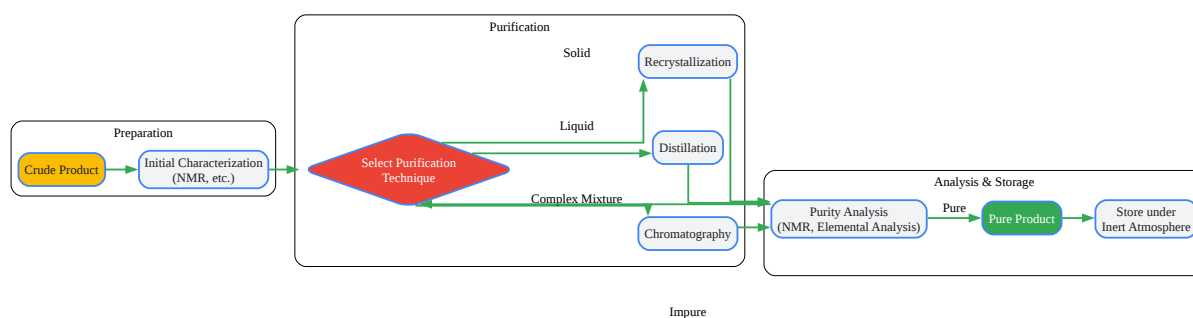 Purification
Solid
Recrystallization
Liquid
Preparation
Crude Product
Initial Characterization
(NMR, etc.)
Select Purification
Technique
Distillation
Complex Mixture
Chromatography
Analysis & Storage
Purity Analysis
(NMR, Elemental Analysis)
Pure
Pure Product
Store under
Inert Atmosphere
Impure